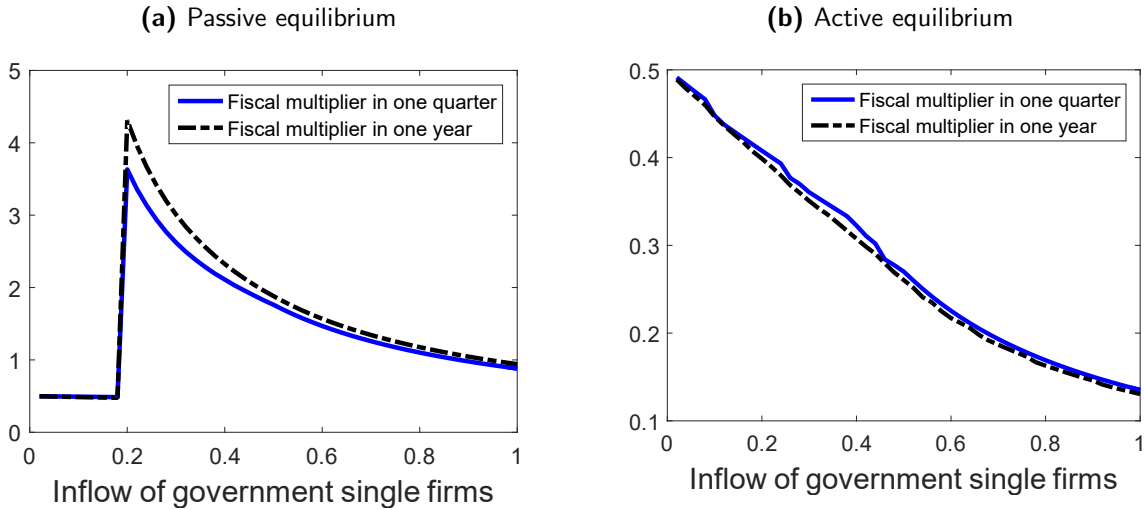 (a) Passive equilibrium
5
4
3
2
1
0
0
0.2
0.4
0.6
0.8
1
Fiscal multiplier in one quarter
Fiscal multiplier in one year
Inflow of government single firms
(b) Active equilibrium
0.5
0.4
0.3
0.2
0.1
0
0.2
0.4
0.6
0.8
1
Fiscal multiplier in one quarter
Fiscal multiplier in one year
Inflow of government single firms